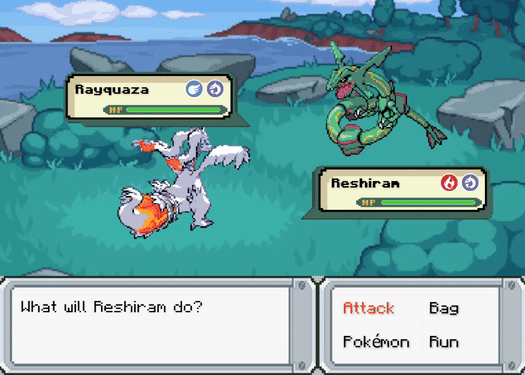 Rayquaza
HP
Reshiram
HP
What will Reshiram do?
Attack Bag
Pokémon Run